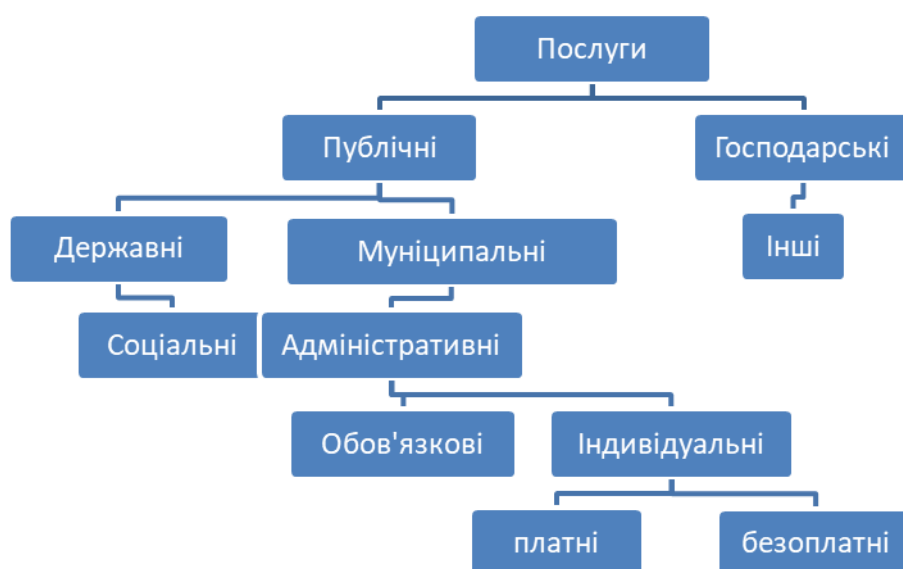 Послуги
Публічні
Господарські
Державні
Муніципальні
Інші
Соціальні
Адміністративні
Обов'язкові
Індивідуальні
платні
безоплатні